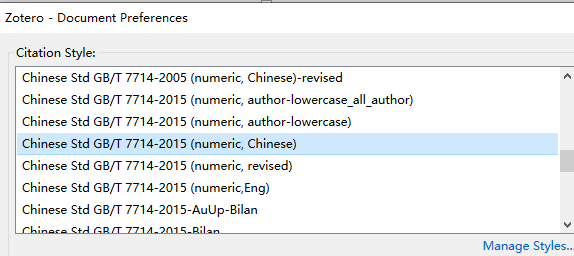 Zotero - Document Preferences
Citation Style:
Chinese Std GB/T 7714-2005 (numeric, Chinese)-revised
Chinese Std GB/T 7714-2015 (numeric, author-lowercase_all_author)
Chinese Std GB/T 7714-2015 (numeric, author-lowercase)
Chinese Std GB/T 7714-2015 (numeric, Chinese)
Chinese Std GB/T 7714-2015 (numeric, revised)
Chinese Std GB/T 7714-2015 (numeric,Eng)
Chinese Std GB/T 7714-2015-AuUp-Bilan
Chinese Std GB/T 7714-2015-Bilan
Manage Styles...